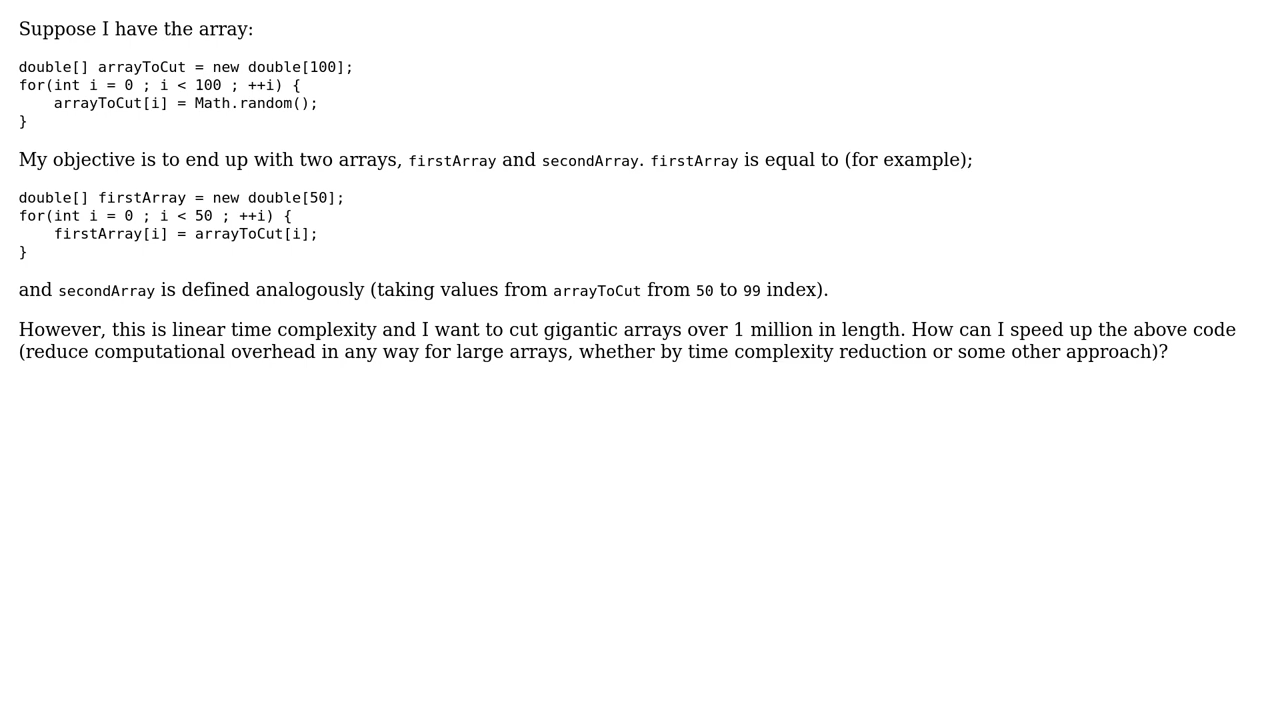 Suppose I have the array:
double[] arrayToCut = new double[100];
for(int i = 0 ; i < 100 ; ++i) {
    arrayToCut[i] = Math.random();
}
My objective is to end up with two arrays, firstArray and secondArray. firstArray is equal to (for example);
double[] firstArray = new double[50];
for(int i = 0 ; i < 50 ; ++i) {
    firstArray[i] = arrayToCut[i];
}
and secondArray is defined analogously (taking values from arrayToCut from 50 to 99 index).
However, this is linear time complexity and I want to cut gigantic arrays over 1 million in length. How can I speed up the above code
(reduce computational overhead in any way for large arrays, whether by time complexity reduction or some other approach)?